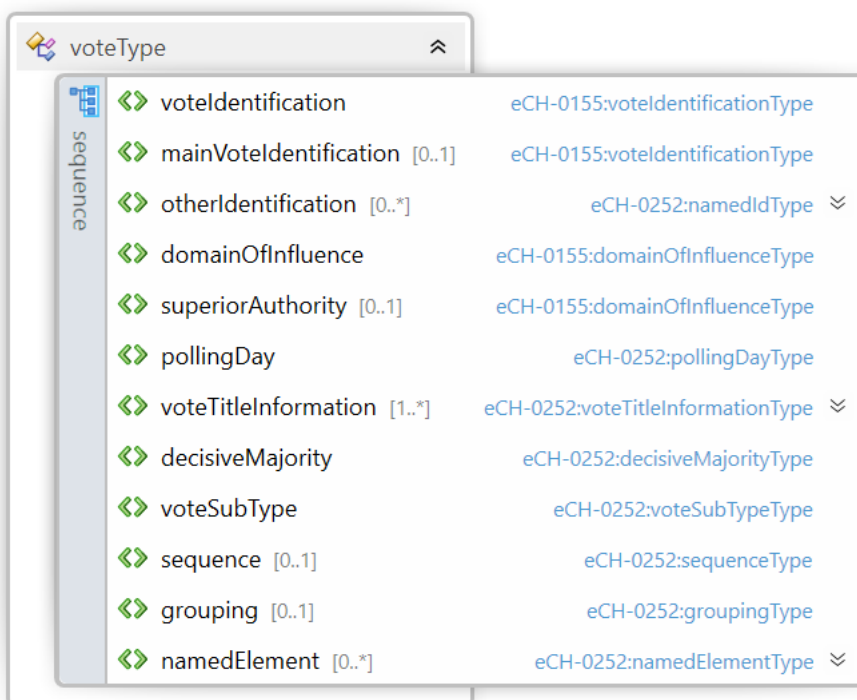 voteType
sequence
voteIdentification eCH-0155:voteIdentificationType
mainVoteIdentification [0..1] eCH-0155:voteIdentificationType
otherIdentification [0..*] eCH-0252:namedIdType
domainOfInfluence eCH-0155:domainOfInfluenceType
superiorAuthority [0..1] eCH-0155:domainOfInfluenceType
pollingDay eCH-0252:pollingDayType
voteTitleInformation [1..*] eCH-0252:voteTitleInformationType
decisiveMajority eCH-0252:decisiveMajorityType
voteSubType eCH-0252:voteSubTypeType
sequence [0..1] eCH-0252:sequenceType
grouping [0..1] eCH-0252:groupingType
namedElement [0..*] eCH-0252:namedElementType